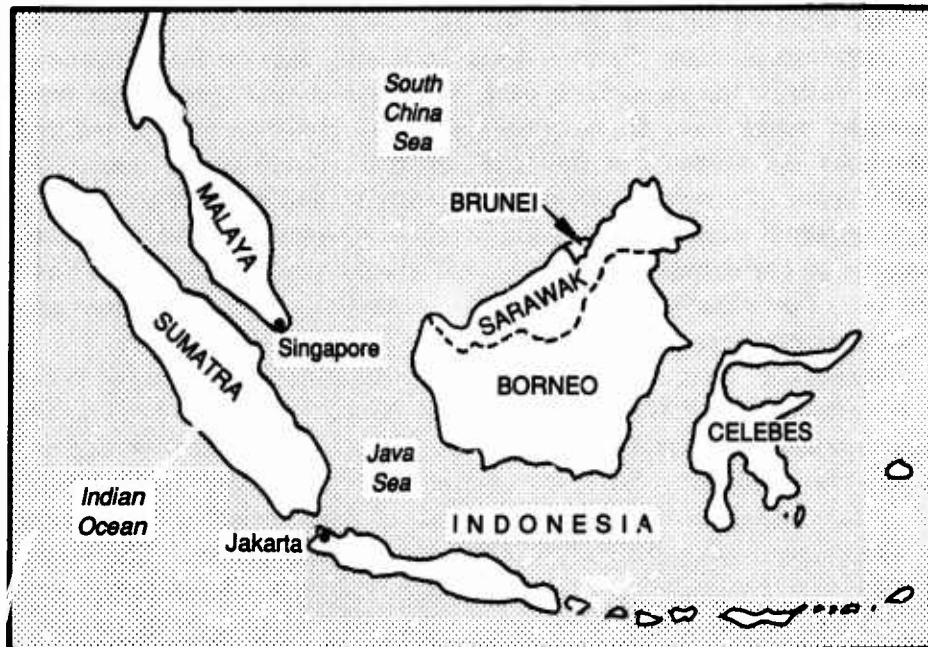 South
China
Sea
BRUNEI
MALAYA
SARAWAK
Singapore
SUMATRA
BORNEO
CELEBES
Java
Sea
Indian
Ocean
INDONESIA
Jakarta